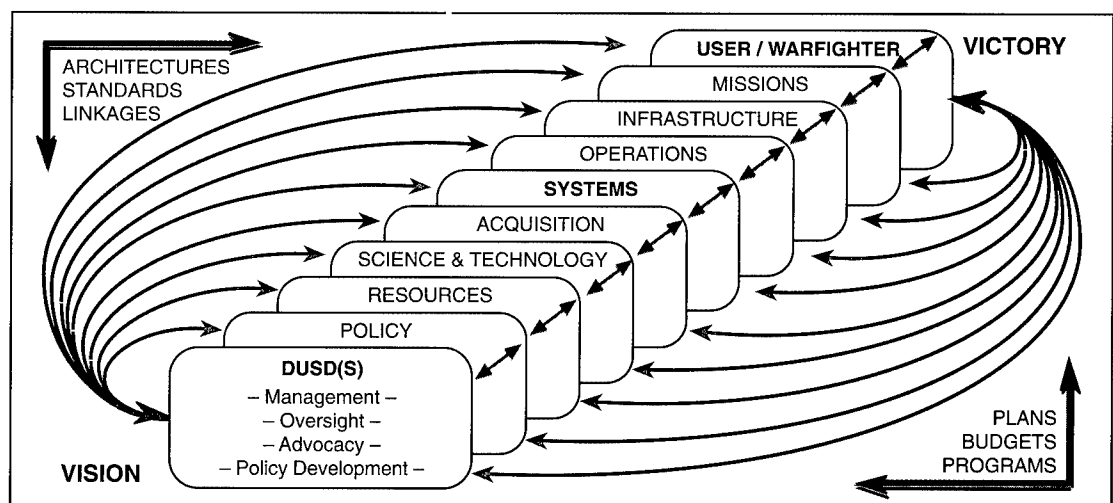 ARCHITECTURES
STANDARDS
LINKAGES
USER / WARFIGHTER
VICTORY
MISSIONS
INFRASTRUCTURE
OPERATIONS
SYSTEMS
ACQUISITION
SCIENCE & TECHNOLOGY
RESOURCES
POLICY
DUSD(S)
– Management –
– Oversight –
– Advocacy –
– Policy Development –
VISION
PLANS
BUDGETS
PROGRAMS